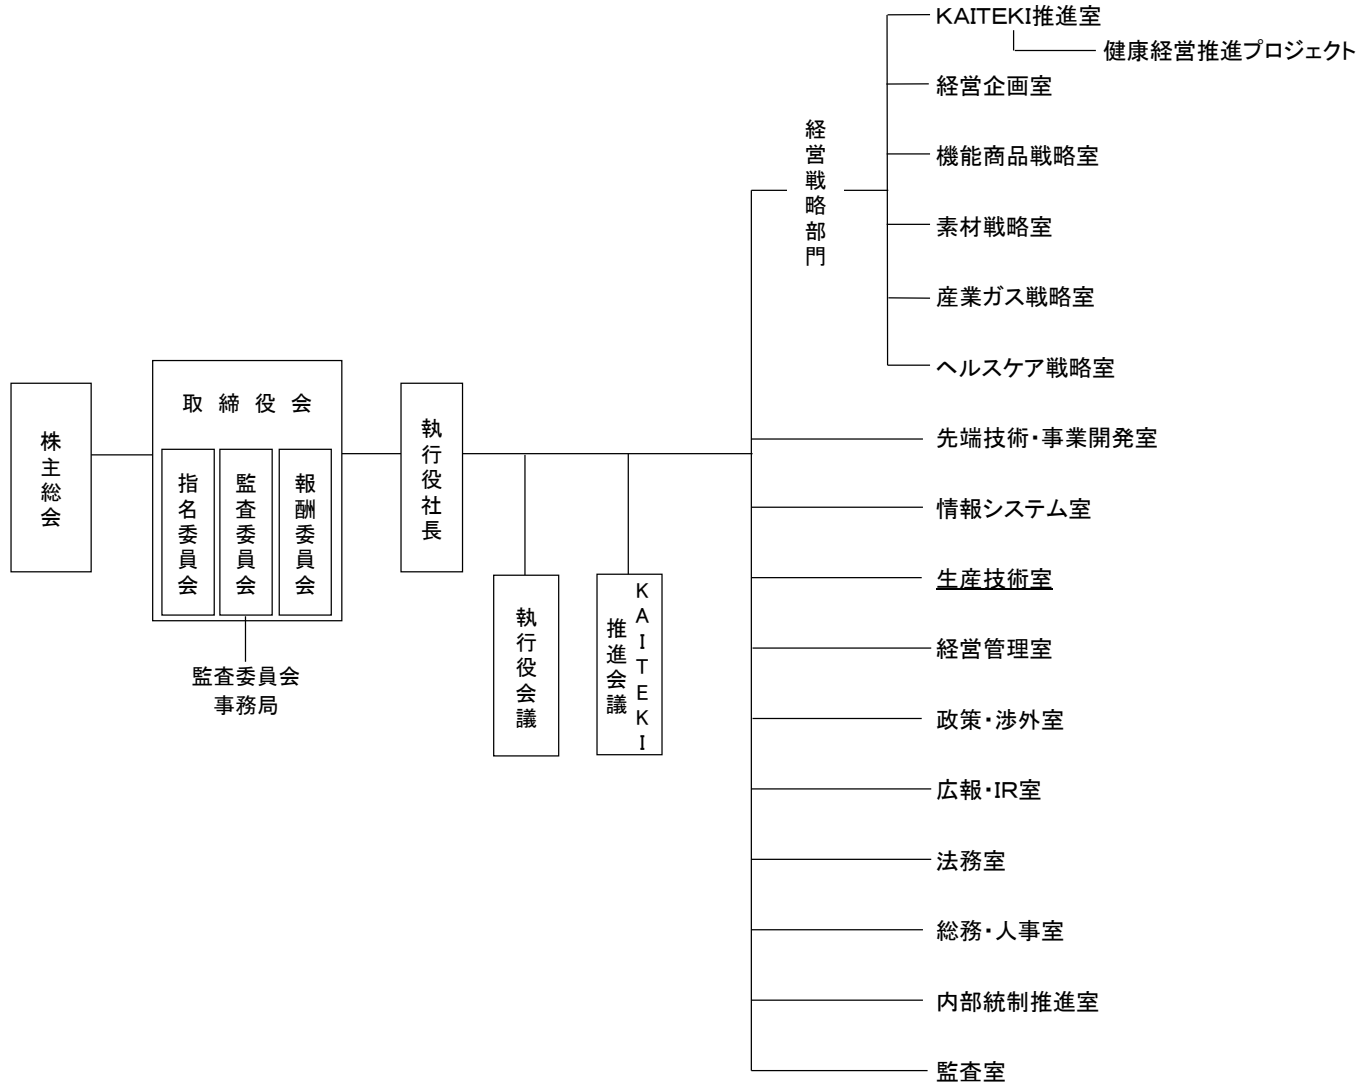 株主総会
取締役会
指名委員会
監査委員会
報酬委員会
監査委員会
事務局
執行役社長
執行役会議
KAITEKI
推進会議
経営戦略部門
KAITEKI推進室
健康経営推進プロジェクト
経営企画室
機能商品戦略室
素材戦略室
産業ガス戦略室
ヘルスケア戦略室
先端技術・事業開発室
情報システム室
生産技術室
経営管理室
政策・渉外室
広報・IR室
法務室
総務・人事室
内部統制推進室
監査室